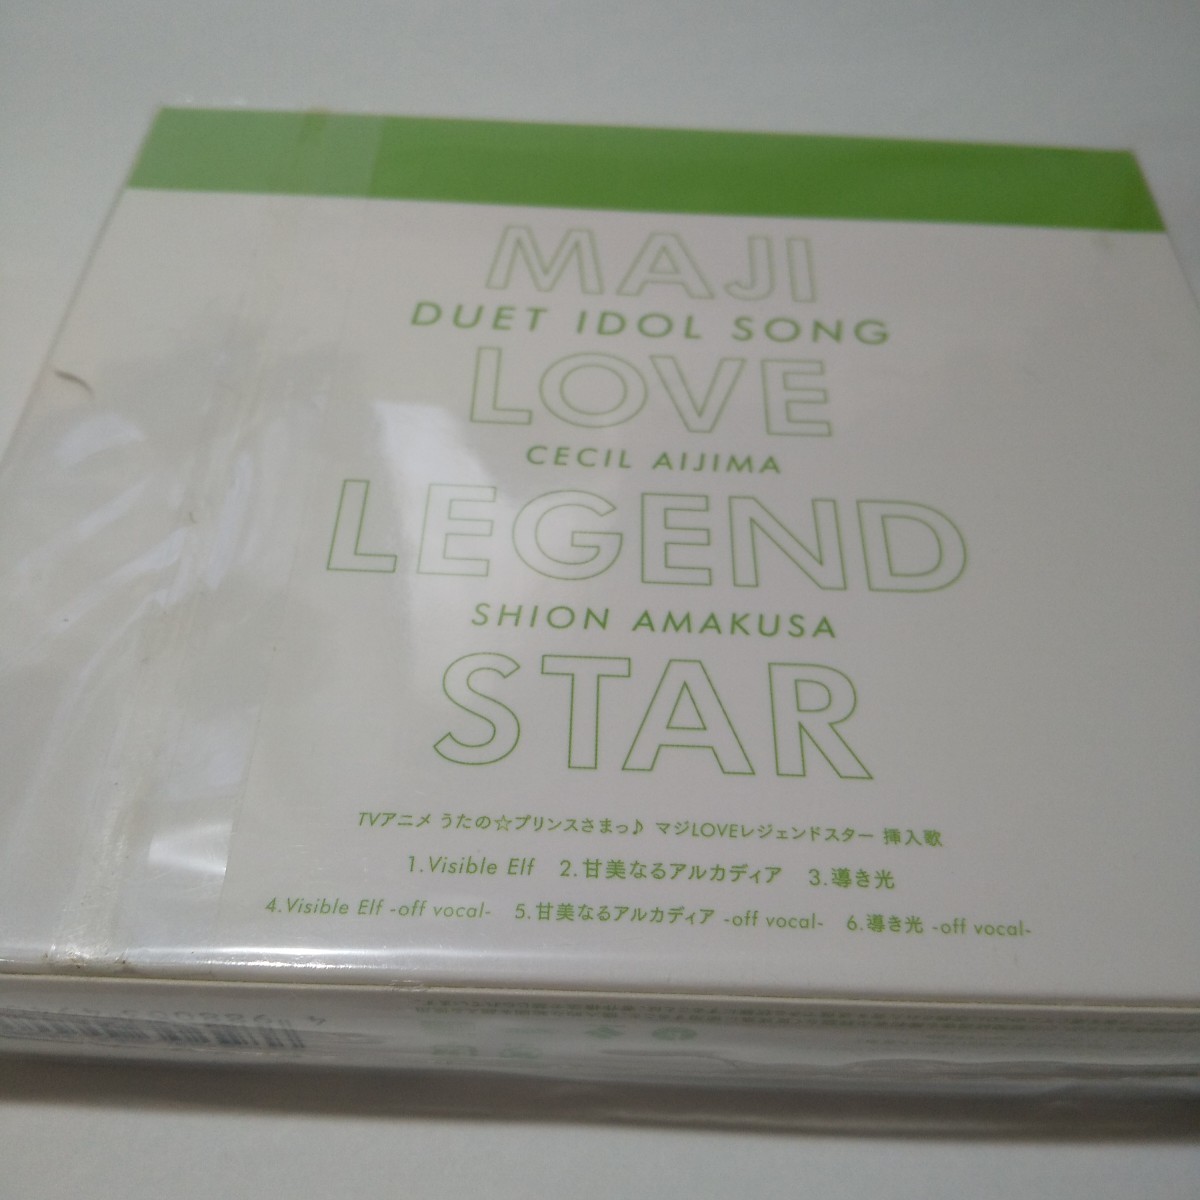 MAJI
DUET IDOL SONG
LOVE
CECIL AIJIMA
LEGEND
SHION AMAKUSA
STAR
TVアニメ うたの☆プリンスさまっ♪ マジLOVEレジェンドスター 挿入歌
1.Visible Elf 2.甘美なるアルカディア 3.導き光
4.Visible Elf -off vocal- 5.甘美なるアルカディア -off vocal- 6.導き光 -off vocal-